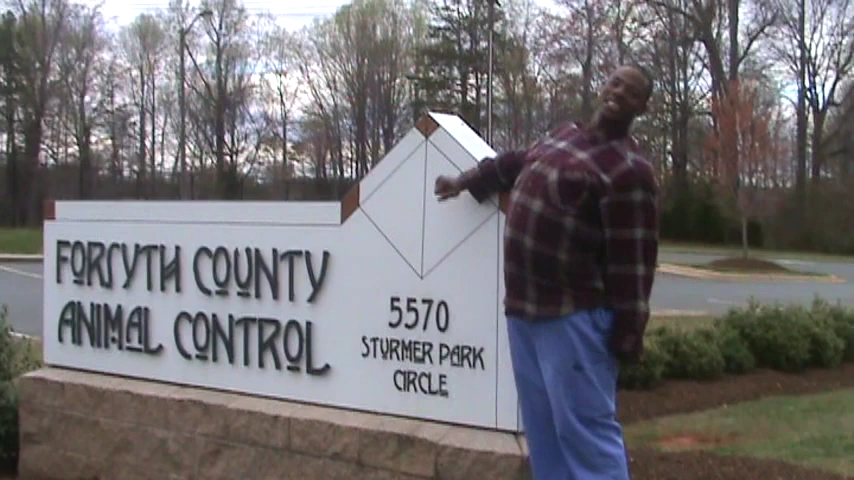 Forsyth County
Animal Control
5570
Sturmer Park
Circle